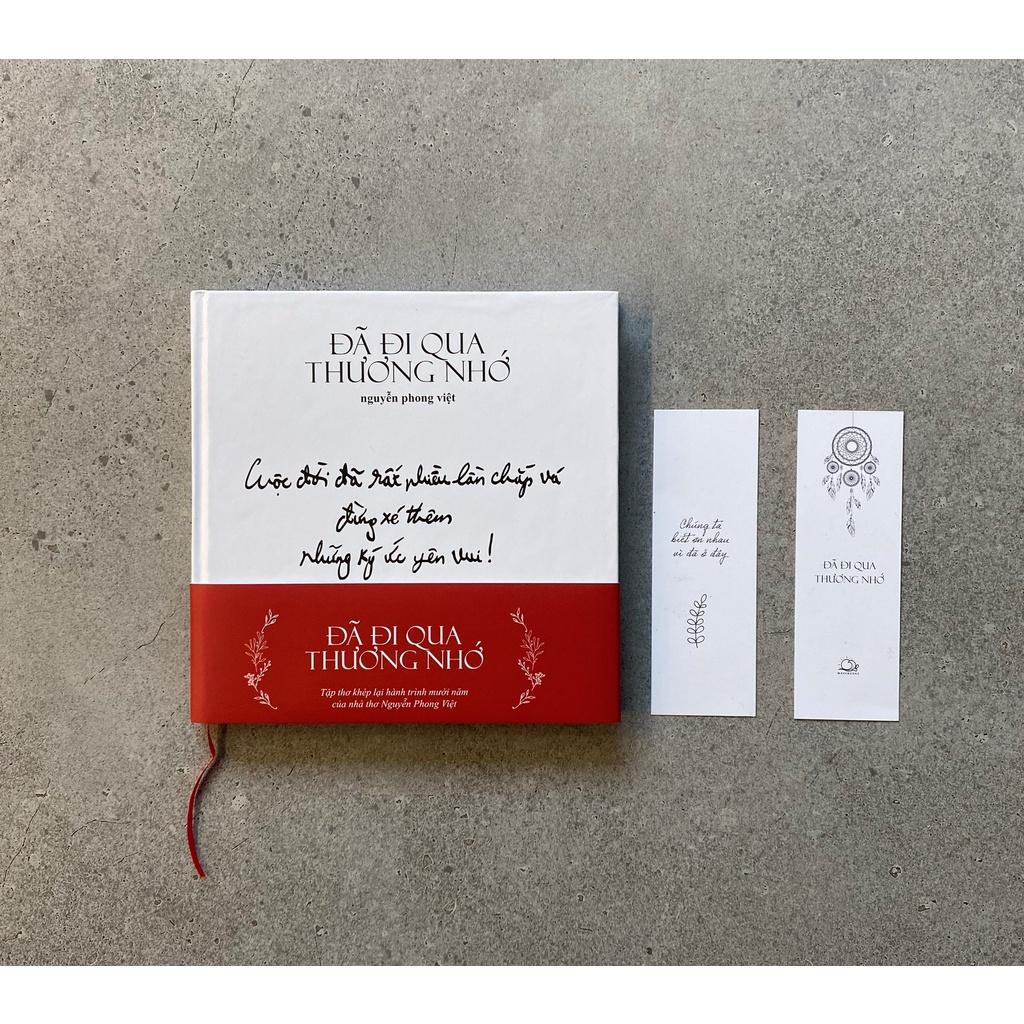 ĐÃ ĐI QUA
THƯƠNG NHỚ
nguyễn phong việt
Cuộc đời đã rất nhiều lần chắp vá
đừng xé thêm
những ký ức yên vui!
ĐÃ ĐI QUA
THƯƠNG NHỚ
Tập thơ khép lại hành trình mười năm
của nhà thơ Nguyễn Phong Việt
Chúng ta
biết ơn nhau
vì đã ở đây
ĐÃ ĐI QUA
THƯƠNG NHỚ